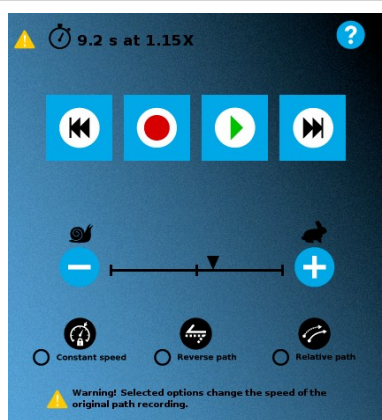 9.2 s at 1.15X
?
Constant speed
Reverse path
Relative path
Warning! Selected options change the speed of the
original path recording.